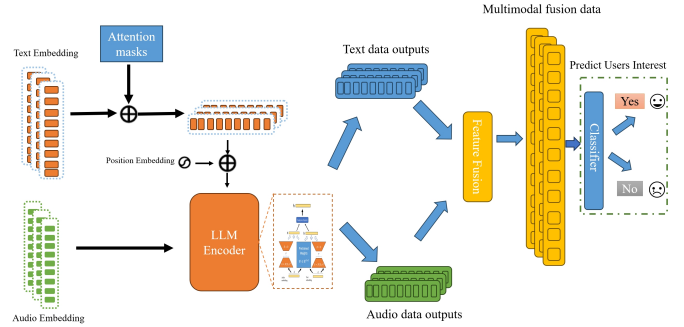 Multimodal fusion data
Attention
masks
Text Embedding
Text data outputs
Predict Users Interest
Yes
Feature Fusion
Classifier
Position Embedding
No
LLM
Encoder
Audio Embedding
Audio data outputs